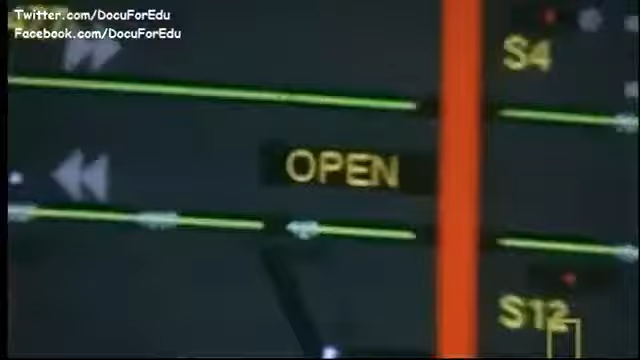 Twitter.com/DocuForEdu
Facebook.com/DocuForEdu
S4
OPEN
S12